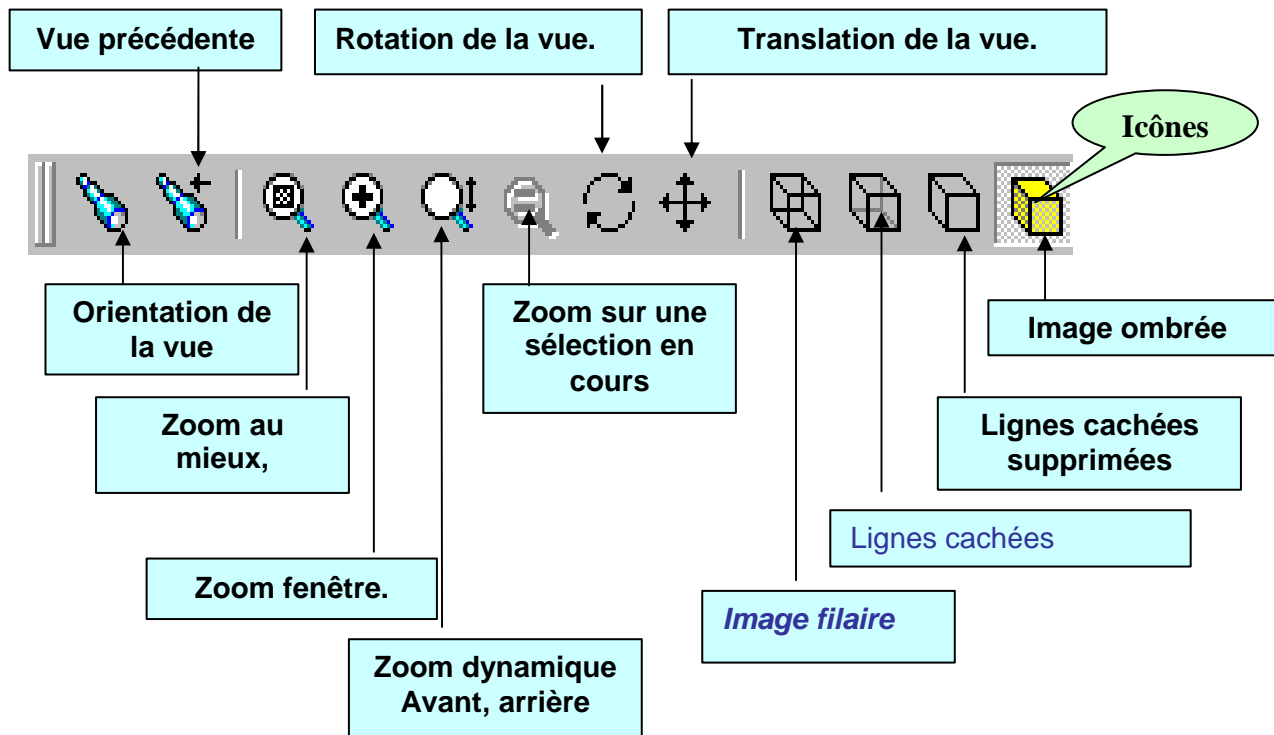 Vue précédente
Rotation de la vue.
Translation de la vue.
Icônes
Orientation de
la vue
Zoom sur une
sélection en
cours
Image ombrée
Zoom au
mieux,
Lignes cachées
supprimées
Lignes cachées
Zoom fenêtre.
Image filaire
Zoom dynamique
Avant, arrière